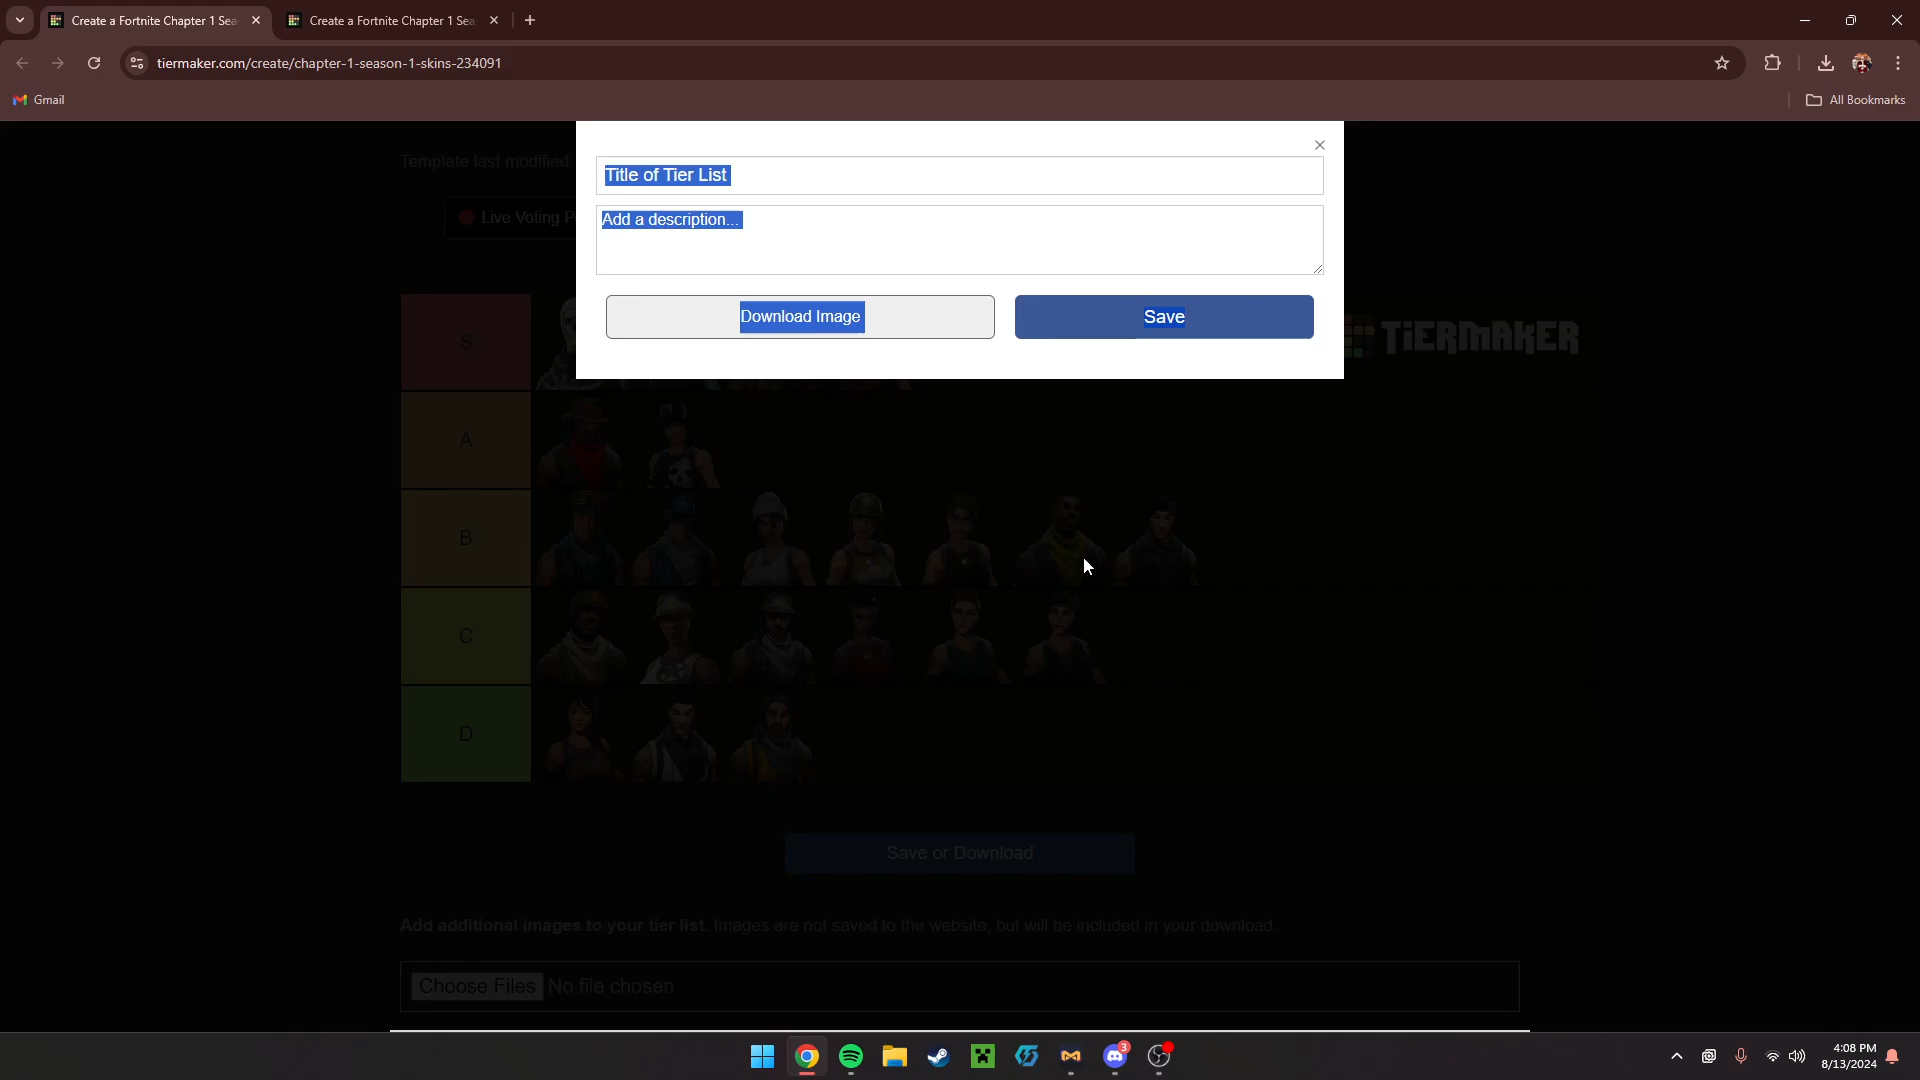 Create a Fortnite Chapter 1 Sea
Create a Fortnite Chapter 1 Sea
tiermaker.com/create/chapter-1-season-1-skins-234091
Gmail
All Bookmarks
Template last modified
Title of Tier List
Live Voting P
Add a description...
Download Image
Save
S
TiERMAKER
A
B
C
D
Save or Download
Add additional images to your tier list. Images are not saved to the website, but will be included in your download.
Choose Files No file chosen
3
4:08 PM
8/13/2024